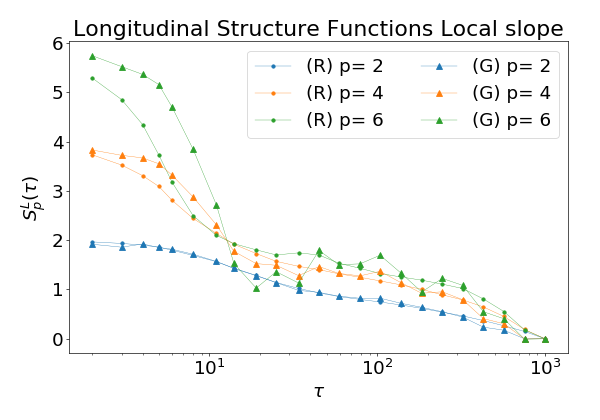 Longitudinal Structure Functions Local slope
(R) p= 2 (G) p= 2
(R) p= 4 (G) p= 4
(R) p= 6 (G) p= 6
6
5
4
3
2
1
0
S_p^L(τ)
10^1 10^2 10^3
τ